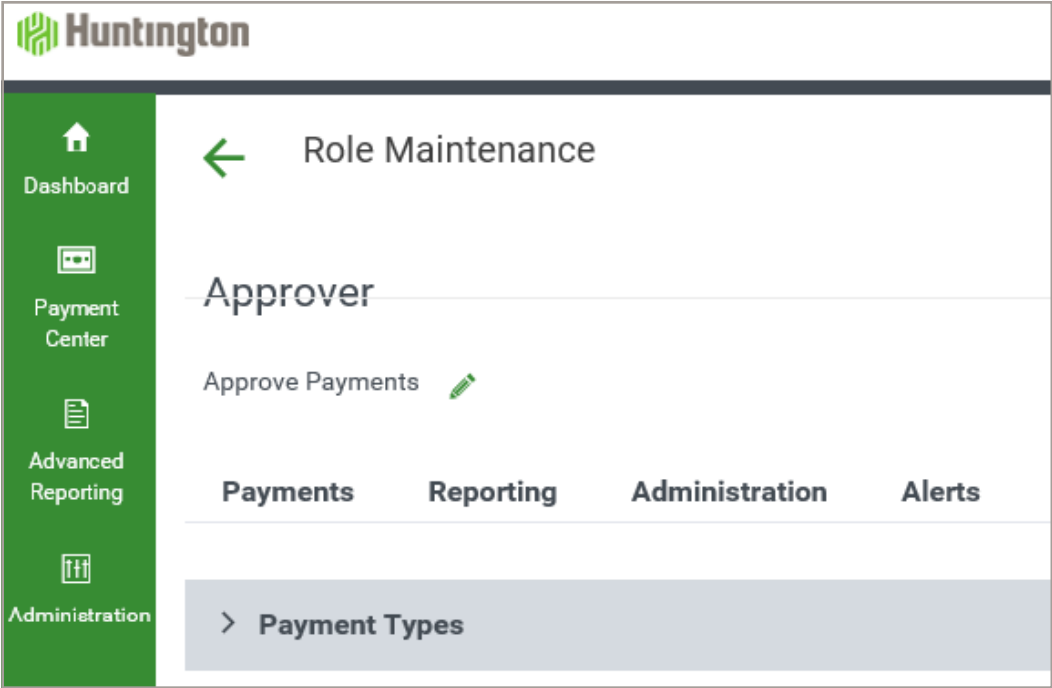 Huntington
Role Maintenance
Dashboard
Approver
Payment
Center
Approve Payments
Advanced
Reporting
Payments Reporting Administration Alerts
Administration
Payment Types